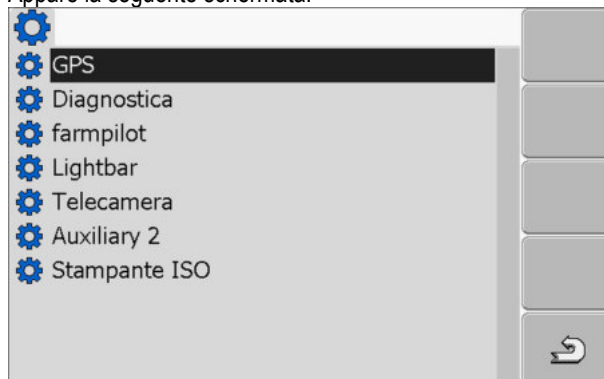 Appare la seguente schermata:
GPS
Diagnostica
farmpilot
Lightbar
Telecamera
Auxiliary 2
Stampante ISO